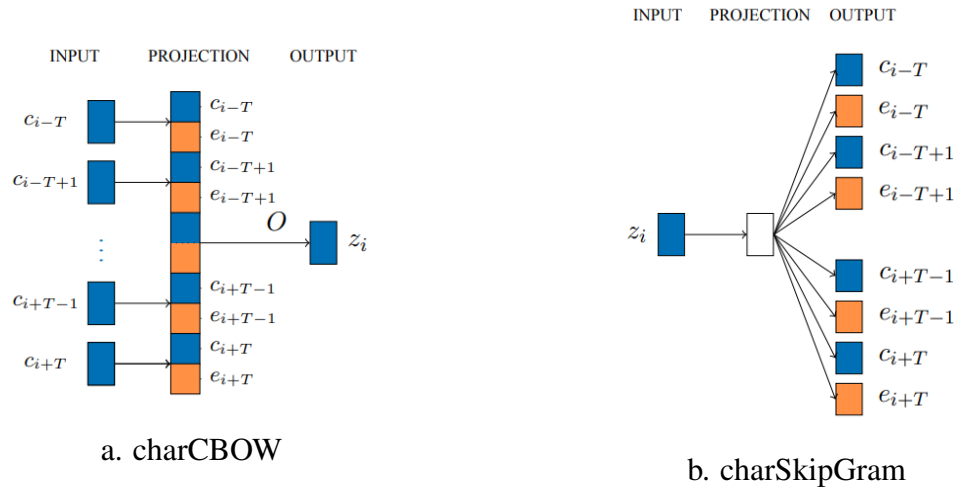 INPUT PROJECTION OUTPUT
c_{i−T} c_{i−T}
e_{i−T}
c_{i−T+1} c_{i−T+1}
e_{i−T+1}
O z_i
c_{i+T−1} c_{i+T−1}
e_{i+T−1}
c_{i+T} c_{i+T}
e_{i+T}
a. charCBOW
INPUT PROJECTION OUTPUT
c_{i−T}
e_{i−T}
c_{i−T+1}
e_{i−T+1}
z_i
c_{i+T−1}
e_{i+T−1}
c_{i+T}
e_{i+T}
b. charSkipGram